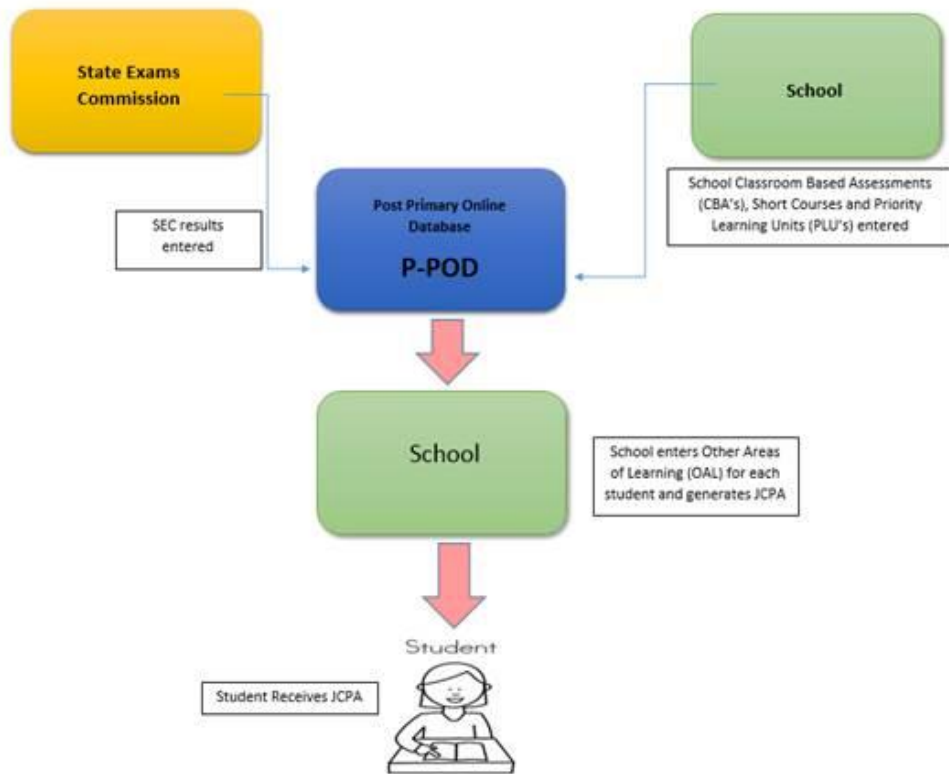 State Exams
Commission
School
School Classroom Based Assessments
(CBA's), Short Courses and Priority
Learning Units (PLU's) entered
SEC results
entered
Post Primary Online
Database
P-POD
School
School enters Other Areas
of Learning (OAL) for each
student and generates JCPA
Student
Student Receives JCPA